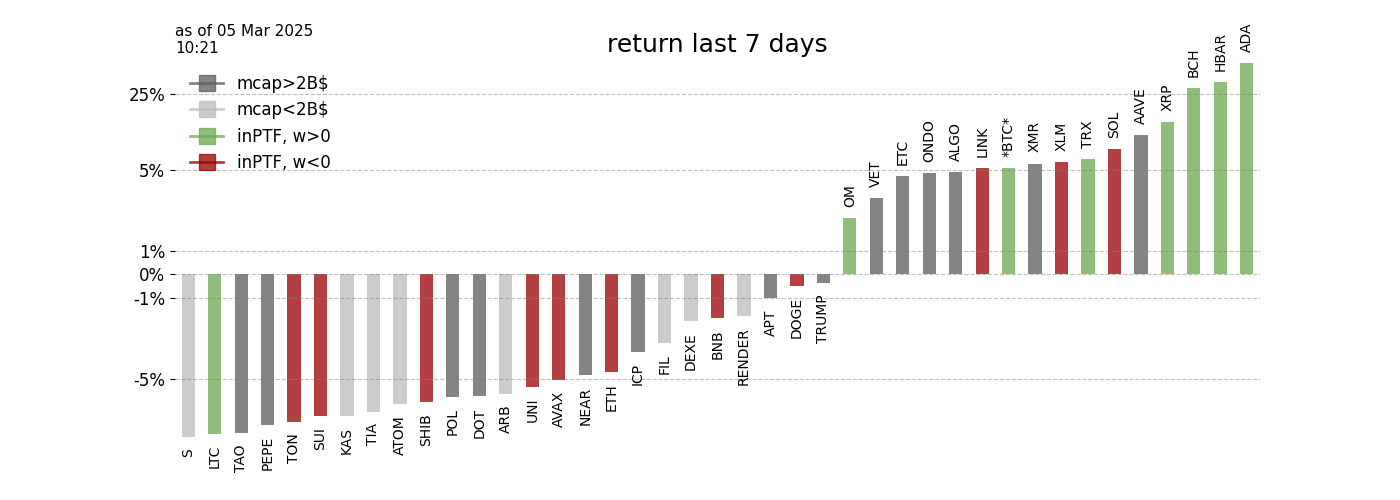 as of 05 Mar 2025
10:21
return last 7 days
mcap>2B$
mcap<2B$
inPTF, w>0
inPTF, w<0
25%
5%
1%
0%
-1%
-5%
S
LTC
TAO
PEPE
TON
SUI
KAS
TIA
ATOM
SHIB
POL
DOT
ARB
UNI
AVAX
NEAR
ETH
ICP
FIL
DEXE
BNB
RENDER
APT
DOGE
TRUMP
OM
VET
ETC
ONDO
ALGO
LINK
*BTC*
XMR
XLM
TRX
SOL
AAVE
XRP
BCH
HBAR
ADA